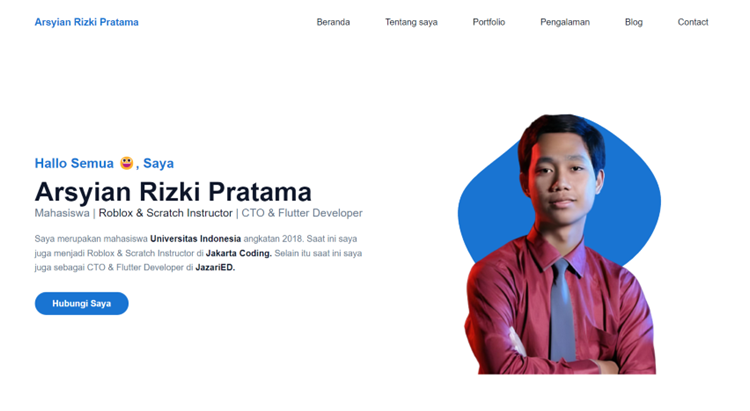 Arsyian Rizki Pratama
Beranda Tentang saya Portfolio Pengalaman Blog Contact
Hallo Semua 😀, Saya
Arsyian Rizki Pratama
Mahasiswa | Roblox & Scratch Instructor | CTO & Flutter Developer
Saya merupakan mahasiswa Universitas Indonesia angkatan 2018. Saat ini saya
juga menjadi Roblox & Scratch Instructor di Jakarta Coding. Selain itu saat ini saya
juga sebagai CTO & Flutter Developer di JazariED.
Hubungi Saya